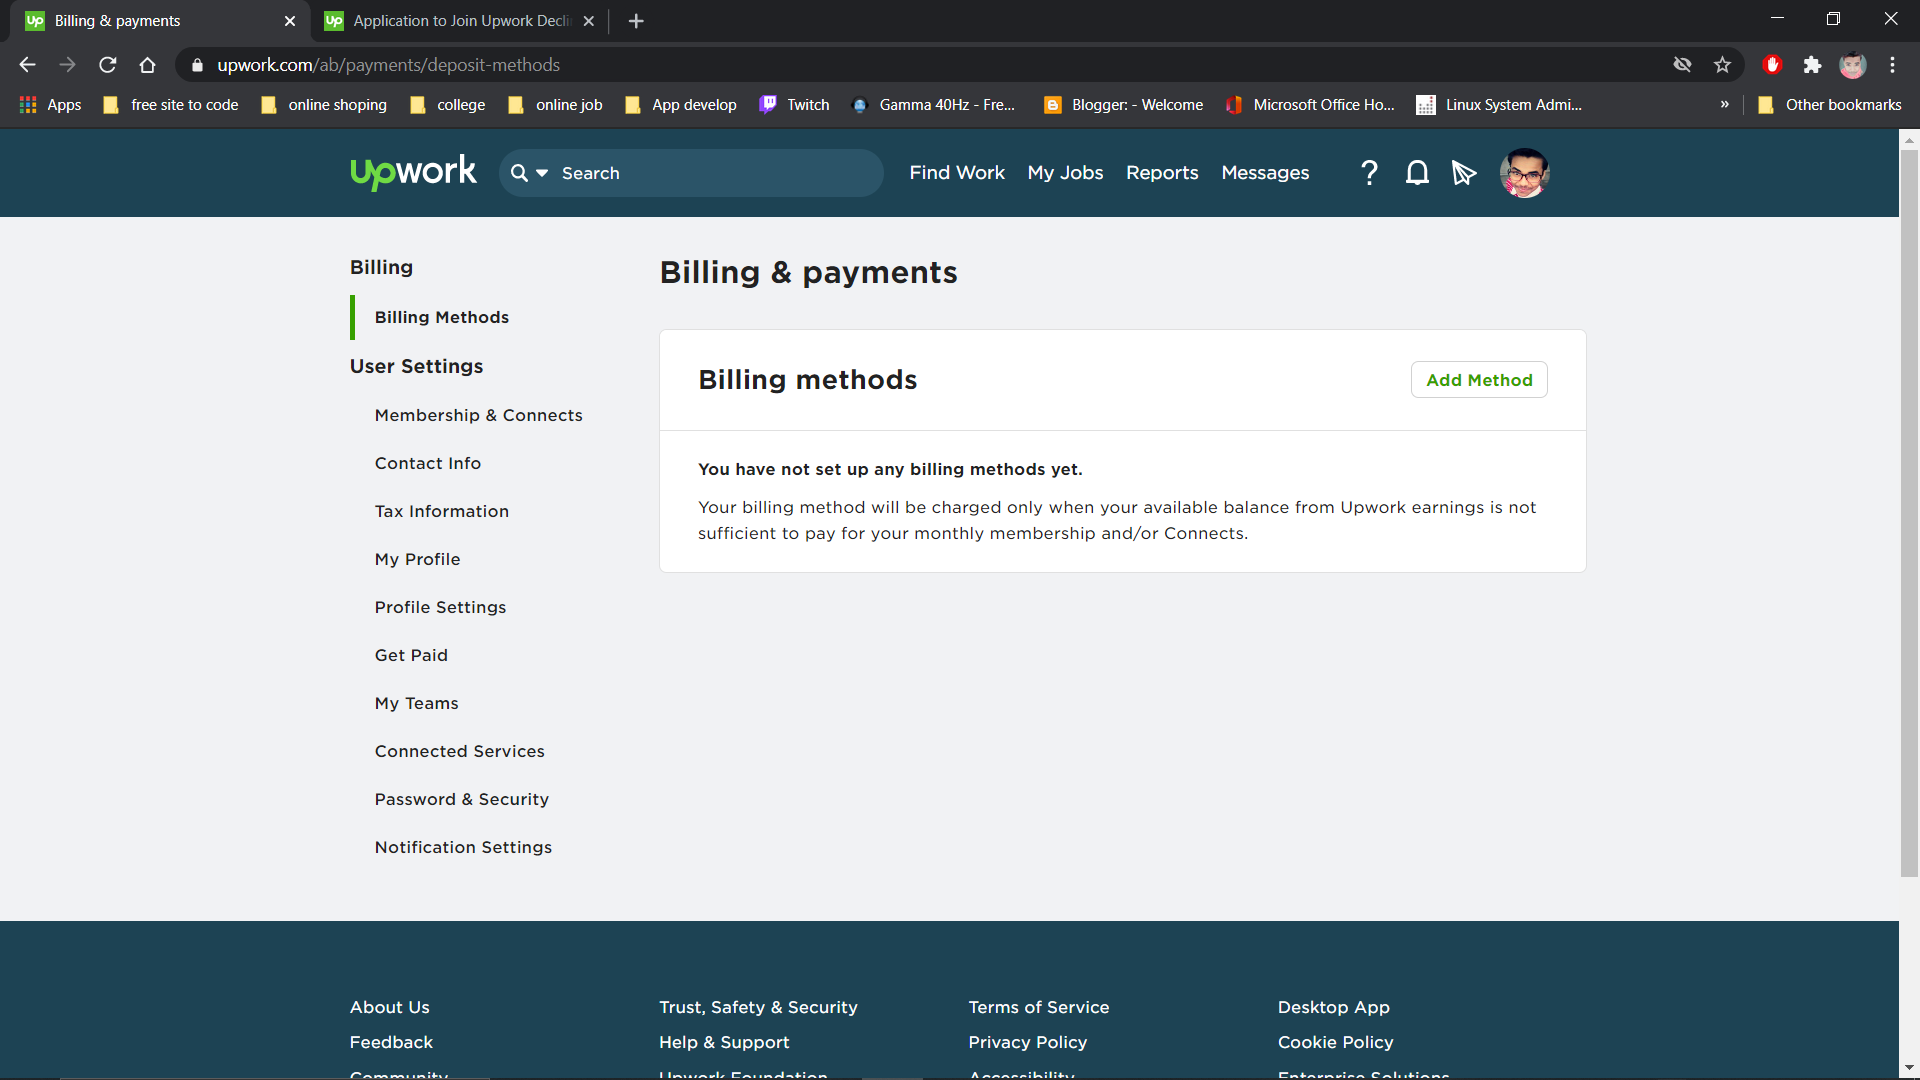 Billing & payments
Application to Join Upwork Decli
upwork.com/ab/payments/deposit-methods
Apps
free site to code
online shoping
college
online job
App develop
Twitch
Gamma 40Hz - Fre...
Blogger: - Welcome
Microsoft Office Ho...
Linux System Admi...
»
Other bookmarks
upwork
Search
Find Work
My Jobs
Reports
Messages
Billing
Billing Methods
User Settings
Membership & Connects
Contact Info
Tax Information
My Profile
Profile Settings
Get Paid
My Teams
Connected Services
Password & Security
Notification Settings
Billing & payments
Billing methods
Add Method
You have not set up any billing methods yet.
Your billing method will be charged only when your available balance from Upwork earnings is not
sufficient to pay for your monthly membership and/or Connects.
About Us
Feedback
Community
Trust, Safety & Security
Help & Support
Upwork Foundation
Terms of Service
Privacy Policy
Accessibility
Desktop App
Cookie Policy
Enterprise Solutions